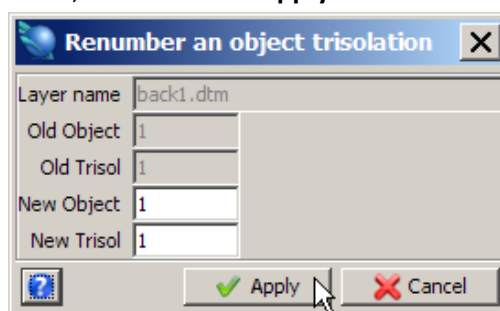 Renumber an object trisolation
Layer name back1.dtm
Old Object 1
Old Trisol 1
New Object 1
New Trisol 1
? Apply Cancel